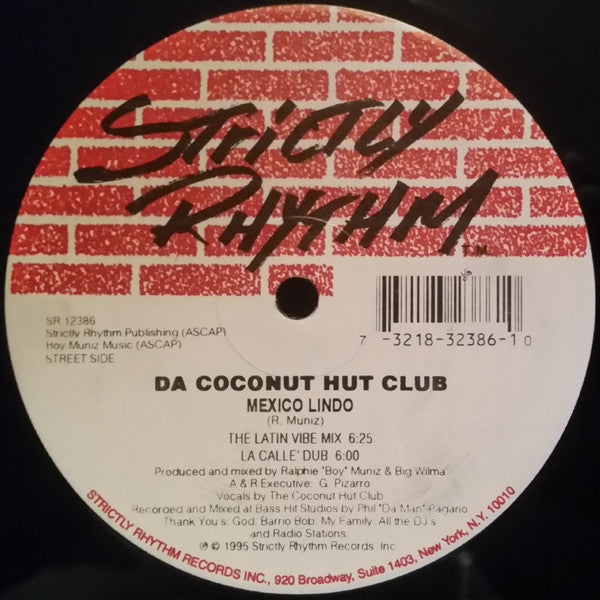 STRICTLY
RHYTHM T.M.
SR 12386
Strictly Rhythm Publishing (ASCAP)
Hoy Muniz Music (ASCAP)
STREET SIDE
7 -3218-32386-1 0
DA COCONUT HUT CLUB
MEXICO LINDO
(R. Muniz)
THE LATIN VIBE MIX 6:25
LA CALLE' DUB 6:00
Produced and mixed by Ralphie "Boy" Muniz & Big Wilma
A & R Executive: G. Pizarro
Vocals by The Coconut Hut Club
Recorded and Mixed at Bass Hit Studios by Phil "Da Man" Pagano
Thank You's: God, Barrio Bob, My Family, All the DJ's
and Radio Stations.
℗ © 1995 Strictly Rhythm Records, Inc.
STRICTLY RHYTHM RECORDS INC., 920 Broadway, Suite 1403, New York, N.Y. 10010